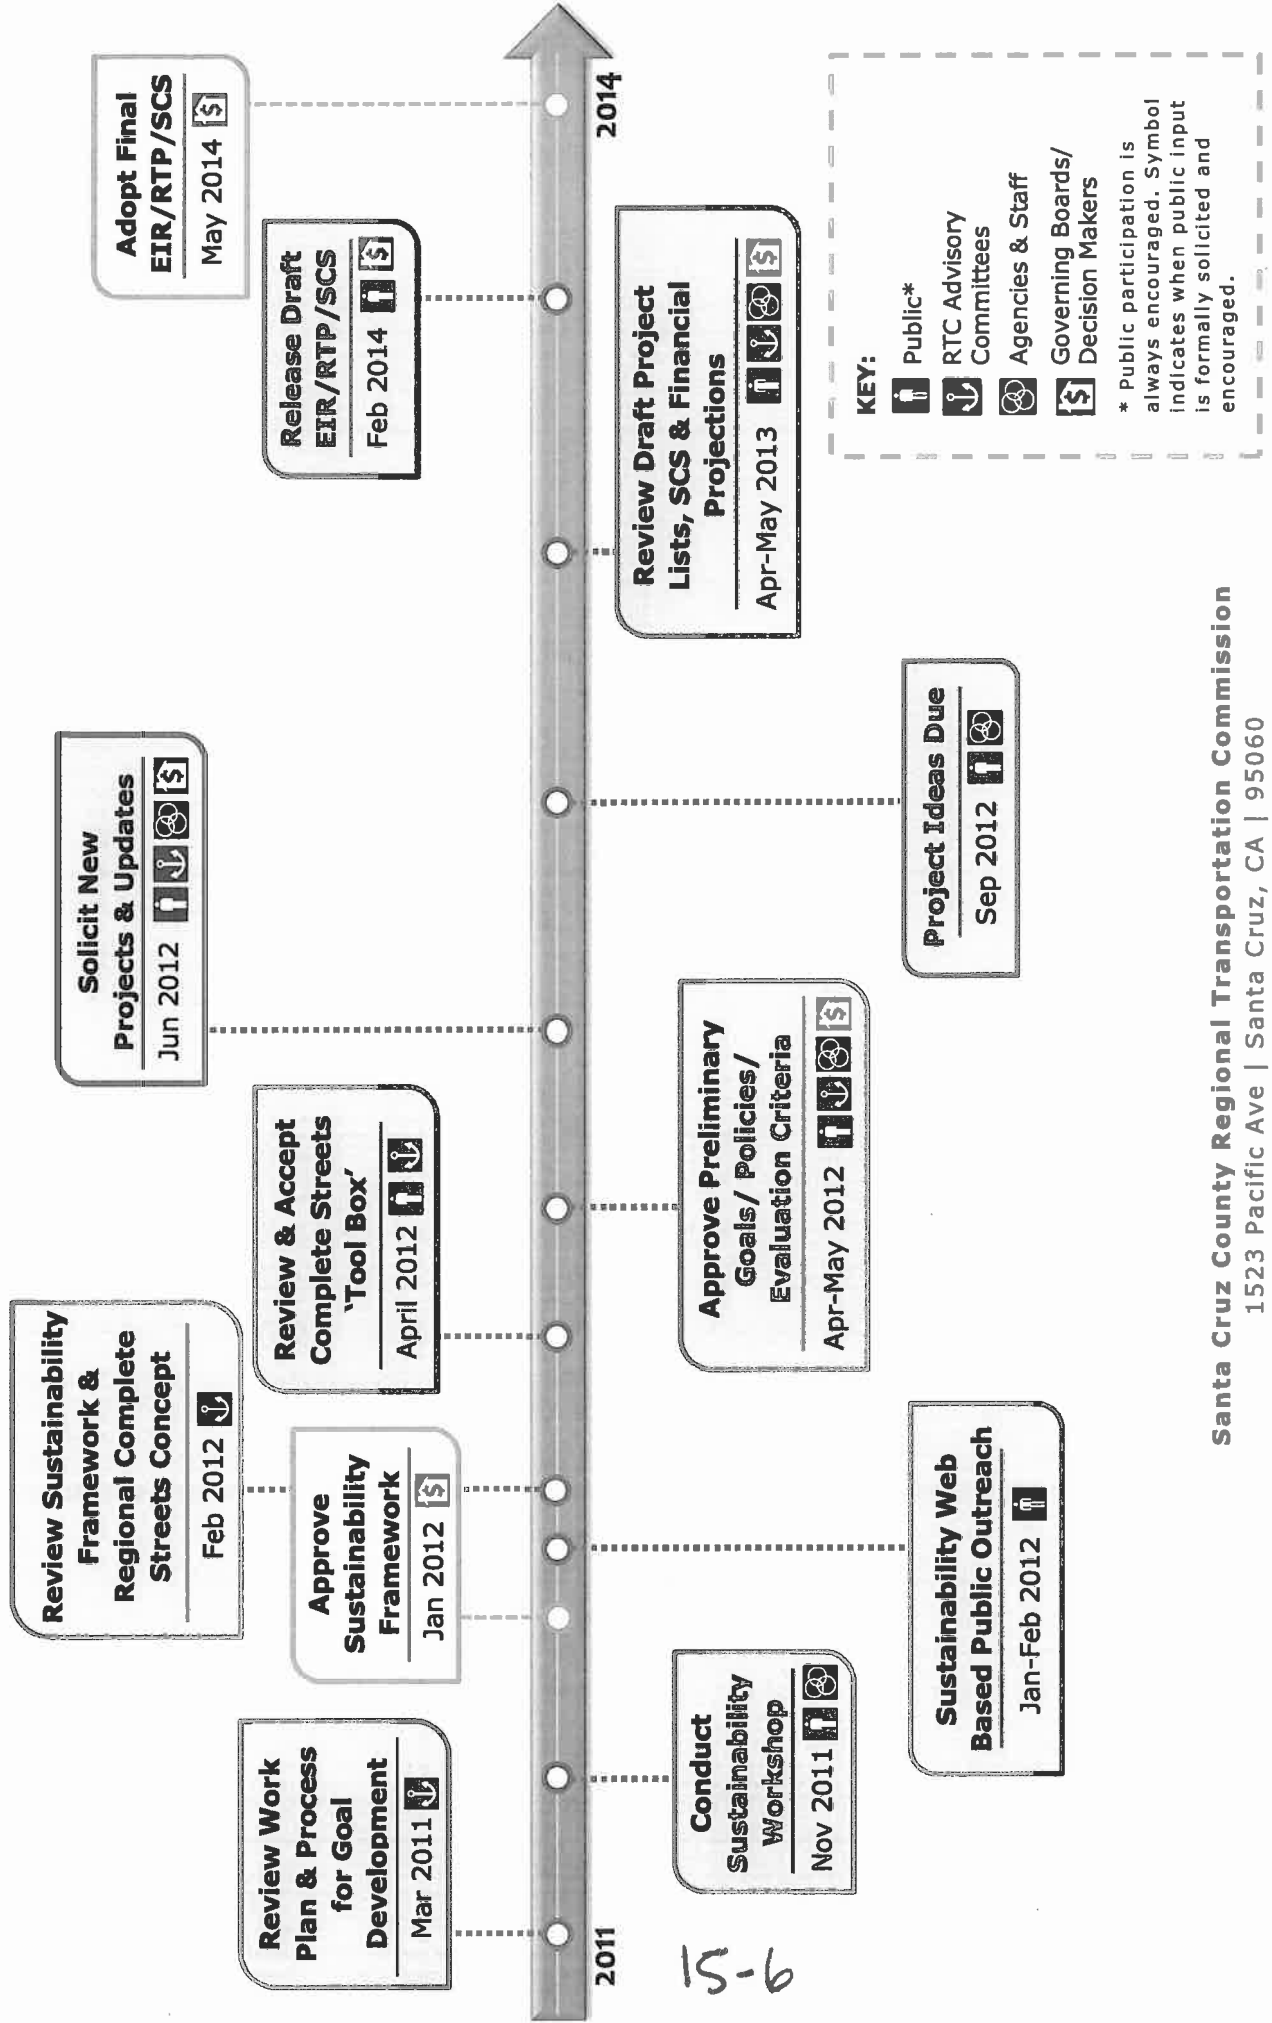 Review Work
Plan & Process
for Goal
Development
Mar 2011
Review Sustainability
Framework &
Regional Complete
Streets Concept
Feb 2012
Approve
Sustainability
Framework
Jan 2012
Review & Accept
Complete Streets
‘Tool Box’
April 2012
Solicit New
Projects & Updates
Jun 2012
Release Draft
EIR/RTP/SCS
Feb 2014
Adopt Final
EIR/RTP/SCS
May 2014
2011
2014
15-6
Conduct
Sustainability
Workshop
Nov 2011
Sustainability Web
Based Public Outreach
Jan-Feb 2012
Approve Preliminary
Goals/ Policies/
Evaluation Criteria
Apr-May 2012
Project Ideas Due
Sep 2012
Review Draft Project
Lists, SCS & Financial
Projections
Apr-May 2013
KEY:
Public*
RTC Advisory
Committees
Agencies & Staff
Governing Boards/
Decision Makers
* Public participation is
always encouraged. Symbol
indicates when public input
is formally solicited and
encouraged.
Santa Cruz County Regional Transportation Commission
1523 Pacific Ave | Santa Cruz, CA | 95060